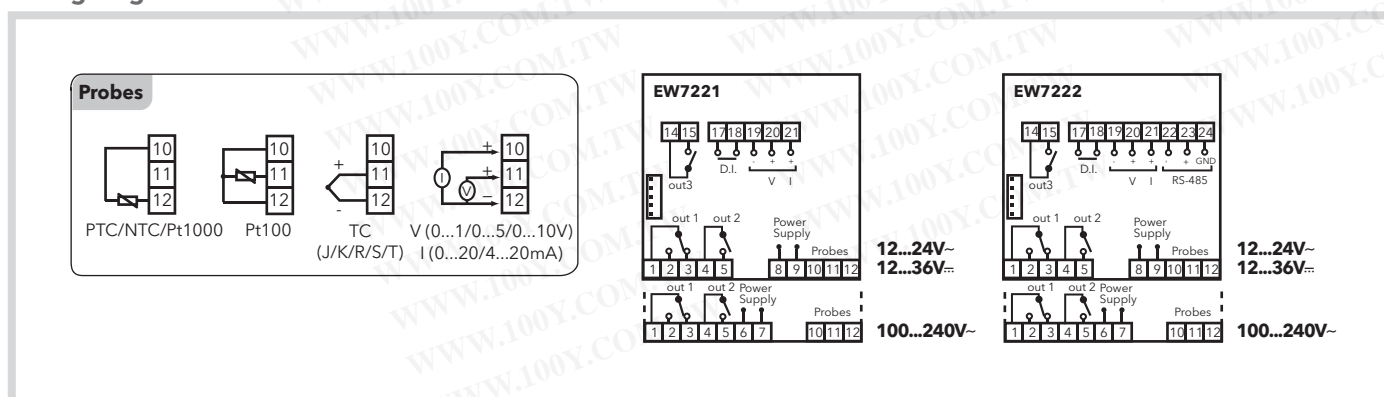 Probes
10
11
12
PTC/NTC/Pt1000
10
11
12
Pt100
+
-
10
11
12
TC
(J/K/R/S/T)
I
V
+
+
−
10
11
12
V (0...1/0...5/0...10V)
I (0...20/4...20mA)
EW7221
14 15 17 18 19 20 21
out3
D.I.
- + +
V I
out 1 out 2 Power
Supply
Probes
1 2 3 4 5 8 9 10 11 12
12...24V~
12...36V⎓
out 1 out 2 Power
Supply
Probes
1 2 3 4 5 6 7 10 11 12
100...240V~
EW7222
14 15 17 18 19 20 21 22 23 24
out3
D.I.
- + + - + GND
V I RS-485
out 1 out 2 Power
Supply
Probes
1 2 3 4 5 8 9 10 11 12
12...24V~
12...36V⎓
out 1 out 2 Power
Supply
Probes
1 2 3 4 5 6 7 10 11 12
100...240V~
WWW.100Y.COM.TW